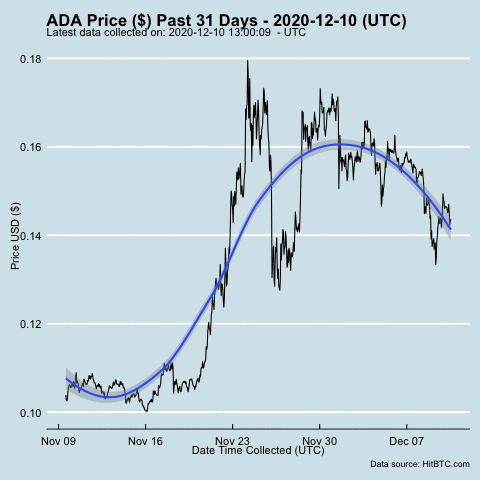 ADA Price ($) Past 31 Days - 2020-12-10 (UTC)
Latest data collected on: 2020-12-10 13:00:09  - UTC
0.18
0.16
0.14
0.12
0.10
Price USD ($)
Nov 09 Nov 16 Nov 23 Nov 30 Dec 07
Date Time Collected (UTC)
Data source: HitBTC.com